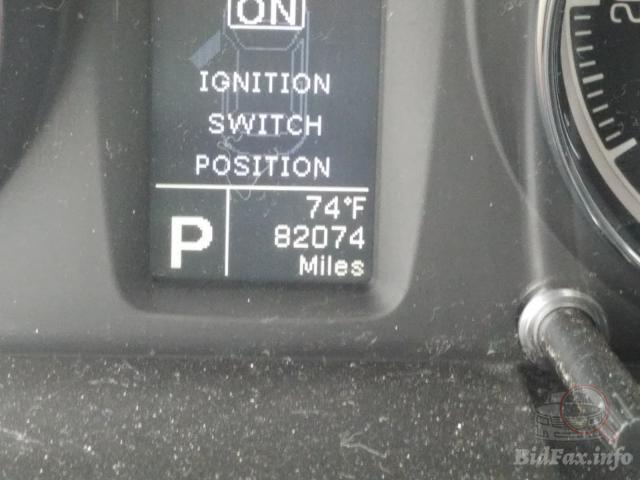 ON
IGNITION
SWITCH
POSITION
P
74°F
82074
Miles
BidFax.info